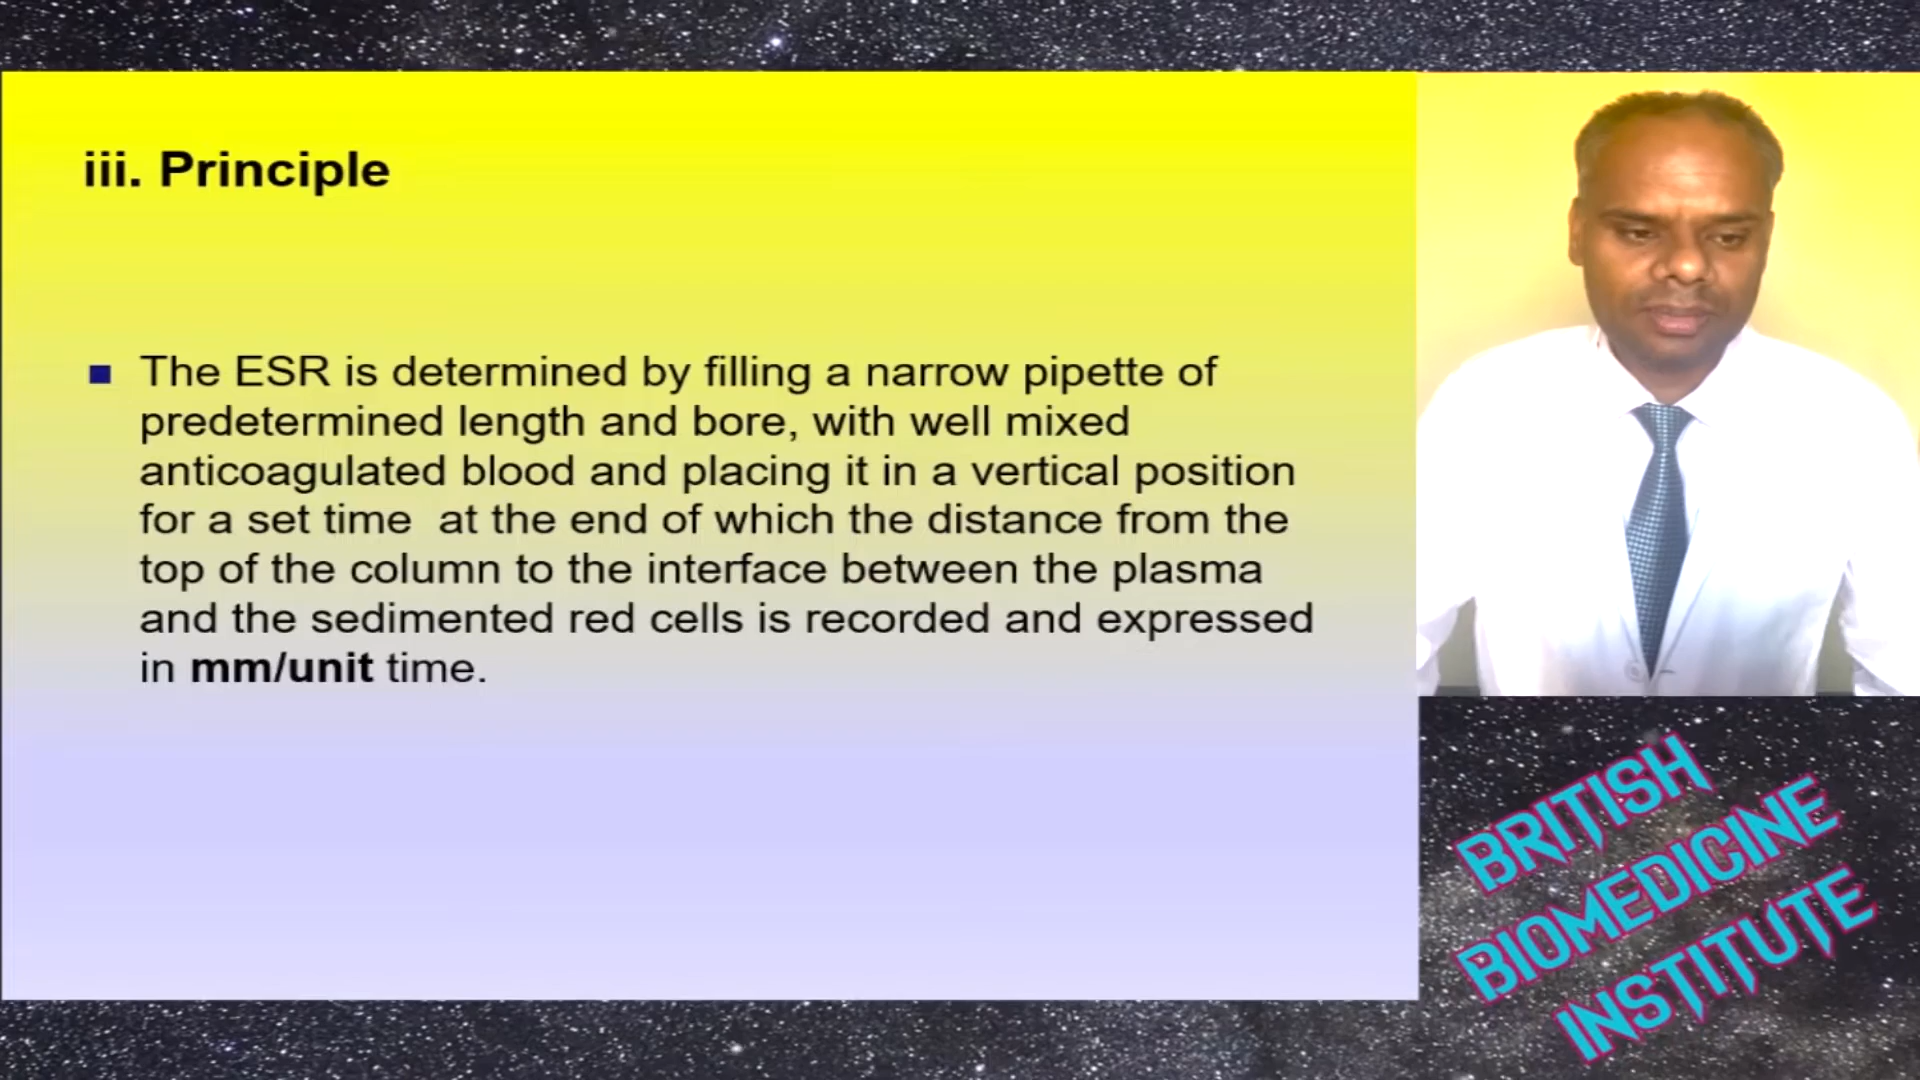 iii. Principle
The ESR is determined by filling a narrow pipette of
predetermined length and bore, with well mixed
anticoagulated blood and placing it in a vertical position
for a set time at the end of which the distance from the
top of the column to the interface between the plasma
and the sedimented red cells is recorded and expressed
in mm/unit time.
BRITISH
BIOMEDICINE
INSTITUTE